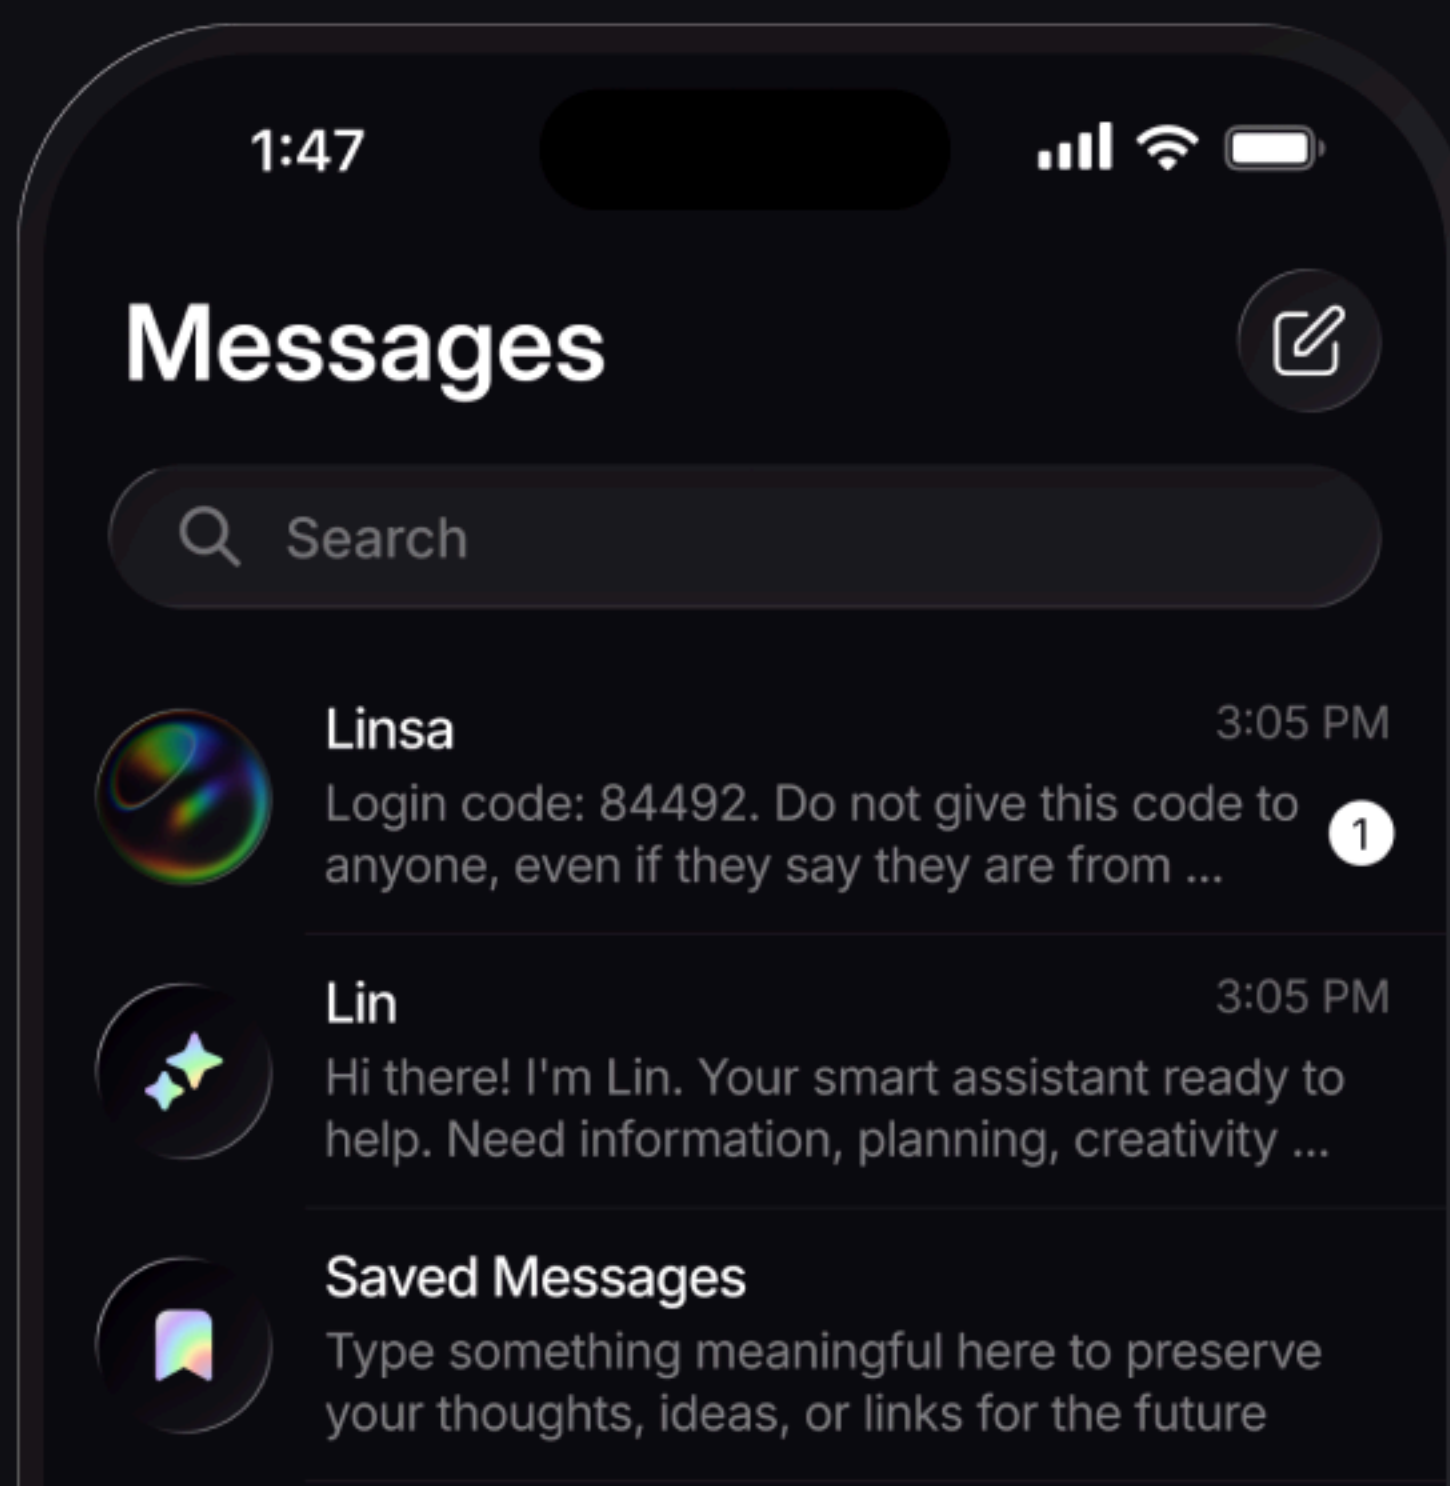 1:47
Messages
Search
Linsa
3:05 PM
Login code: 84492. Do not give this code to
anyone, even if they say they are from ...
1
Lin
3:05 PM
Hi there! I'm Lin. Your smart assistant ready to
help. Need information, planning, creativity ...
Saved Messages
Type something meaningful here to preserve
your thoughts, ideas, or links for the future